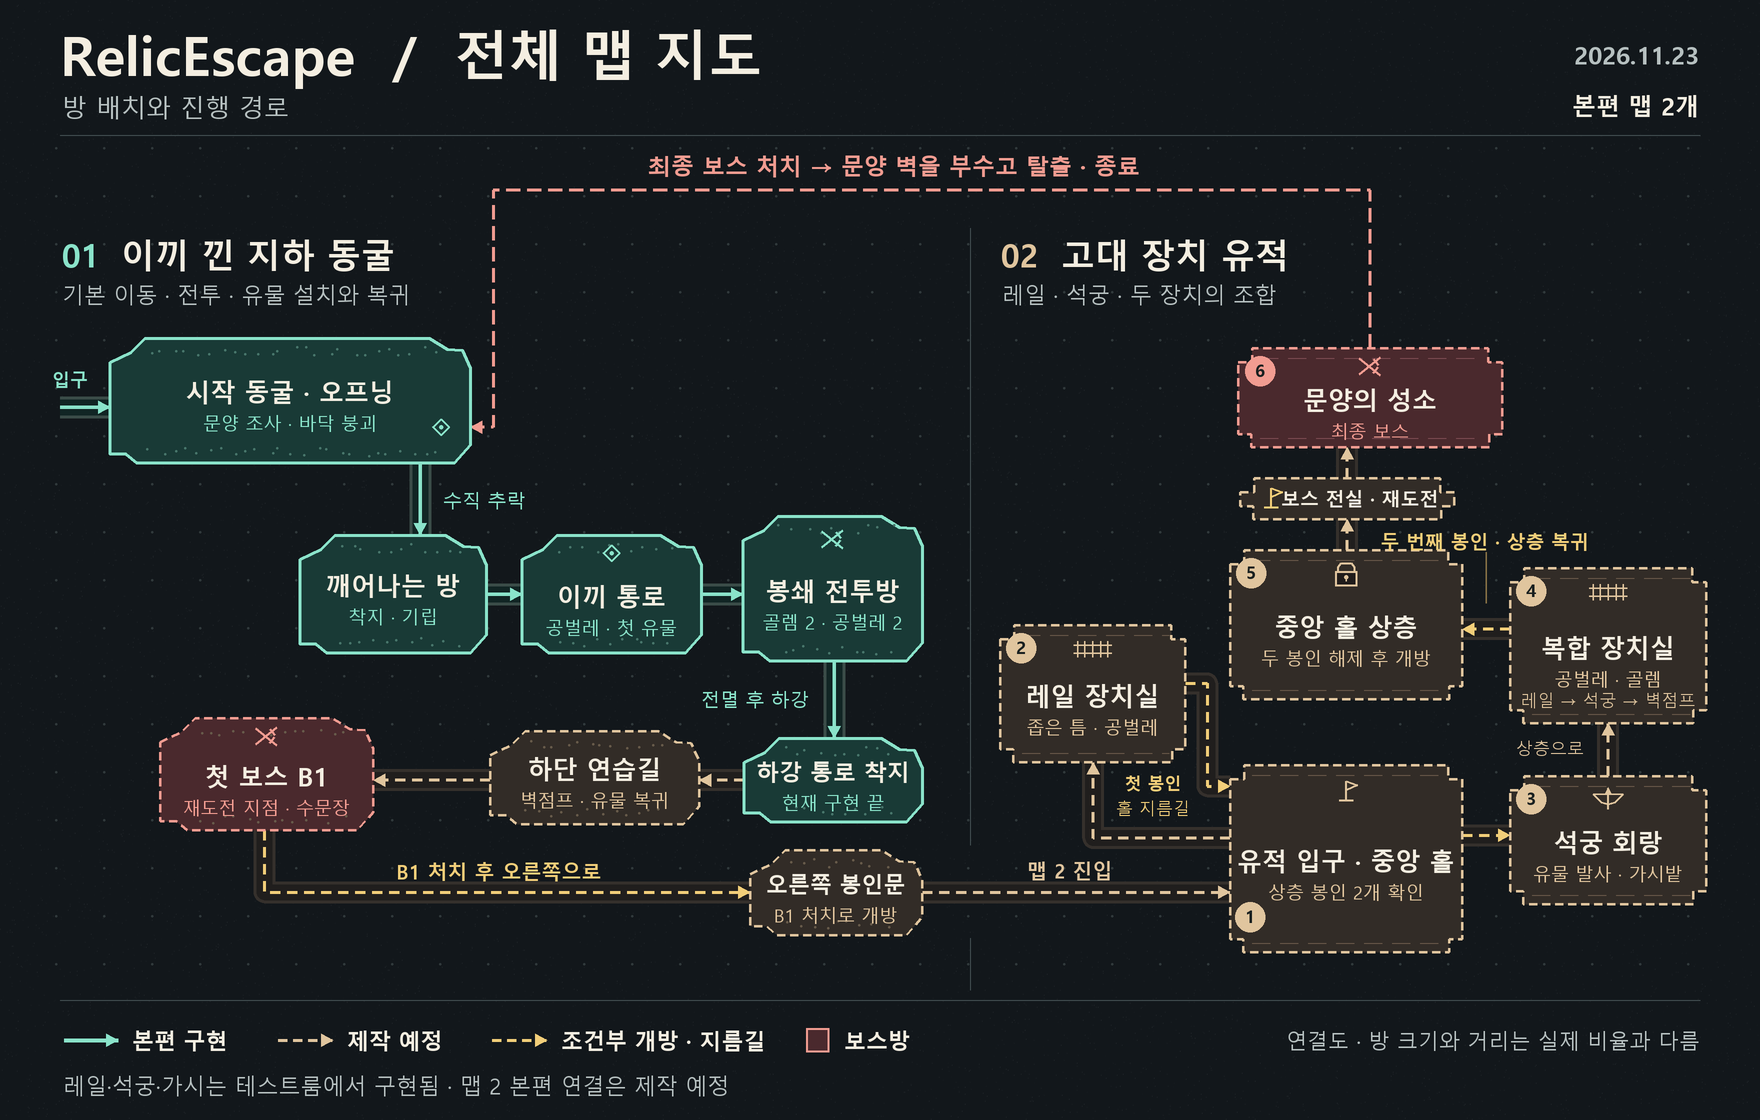 RelicEscape / 전체 맵 지도
방 배치와 진행 경로
2026.11.23
본편 맵 2개
최종 보스 처치 → 문양 벽을 부수고 탈출 · 종료
01 이끼 낀 지하 동굴
기본 이동 · 전투 · 유물 설치와 복귀
입구
시작 동굴 · 오프닝
문양 조사 · 바닥 붕괴
수직 추락
깨어나는 방
착지 · 기립
이끼 통로
공벌레 · 첫 유물
봉쇄 전투방
골렘 2 · 공벌레 2
전멸 후 하강
첫 보스 B1
재도전 지점 · 수문장
하단 연습길
벽점프 · 유물 복귀
하강 통로 착지
현재 구현 끝
B1 처치 후 오른쪽으로
오른쪽 봉인문
B1 처치로 개방
맵 2 진입
02 고대 장치 유적
레일 · 석궁 · 두 장치의 조합
6
문양의 성소
최종 보스
보스 전실 · 재도전
두 번째 봉인 · 상층 복귀
5
중앙 홀 상층
두 봉인 해제 후 개방
4
복합 장치실
공벌레 · 골렘
레일 → 석궁 → 벽점프
2
레일 장치실
좁은 틈 · 공벌레
상층으로
첫 봉인
홀 지름길
3
석궁 회랑
유물 발사 · 가시밭
유적 입구 · 중앙 홀
상층 봉인 2개 확인
1
본편 구현
제작 예정
조건부 개방 · 지름길
보스방
연결도 · 방 크기와 거리는 실제 비율과 다름
레일·석궁·가시는 테스트룸에서 구현됨 · 맵 2 본편 연결은 제작 예정